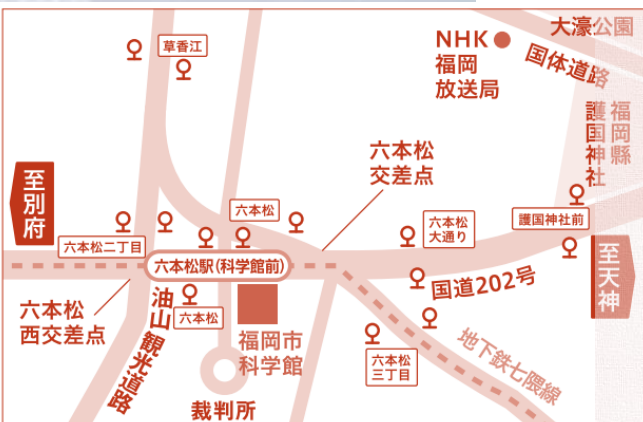 大濠公園
草香江
NHK
福岡
放送局
国体道路
福岡縣
護国神社
六本松
交差点
至別府
六本松
六本松
大通り
護国神社前
六本松二丁目
六本松駅(科学館前)
至天神
国道202号
六本松
西交差点
油山観光道路
六本松
福岡市
科学館
地下鉄七隈線
六本松
三丁目
裁判所